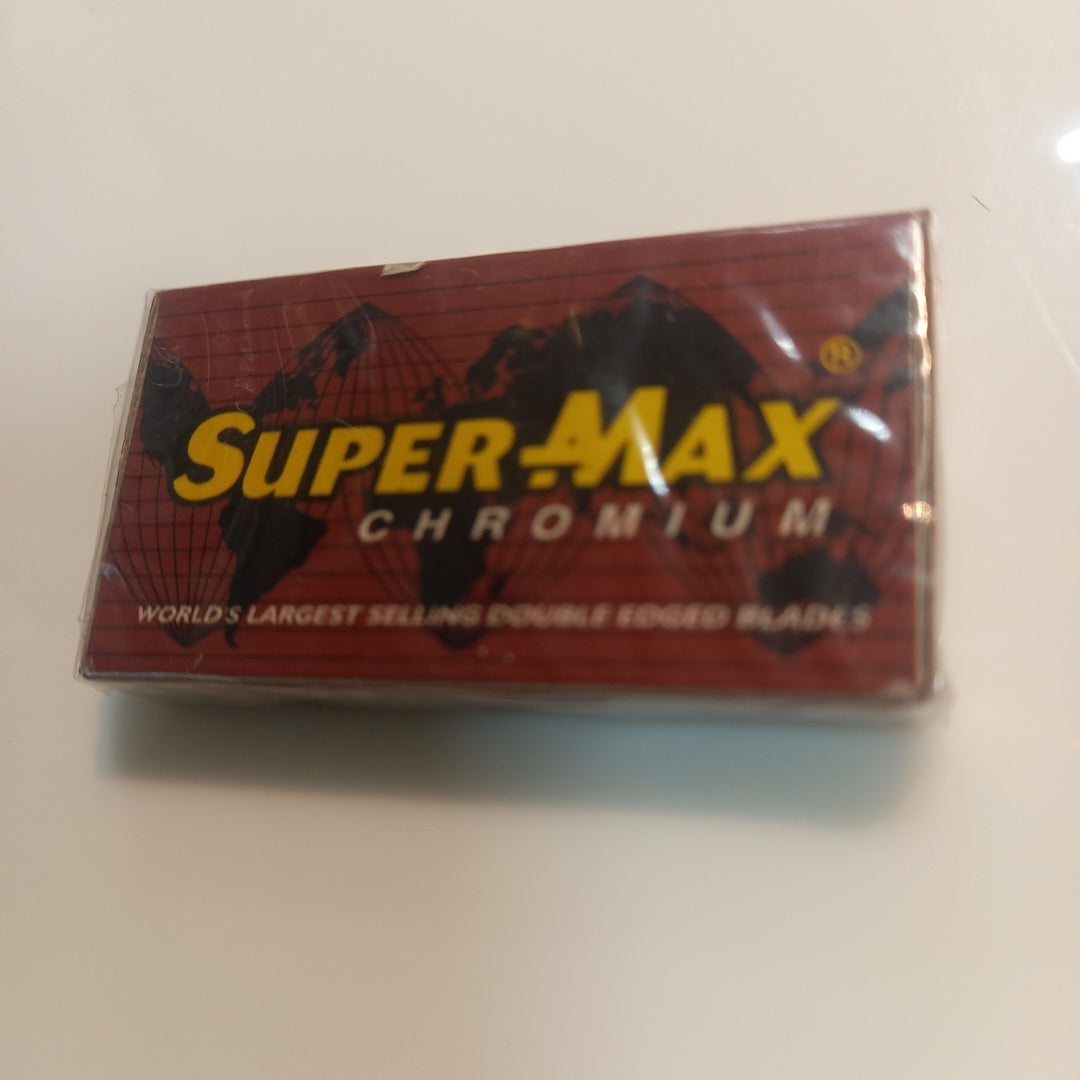 SUPER-MAX ®
CHROMIUM
WORLD'S LARGEST SELLING DOUBLE EDGED BLADES